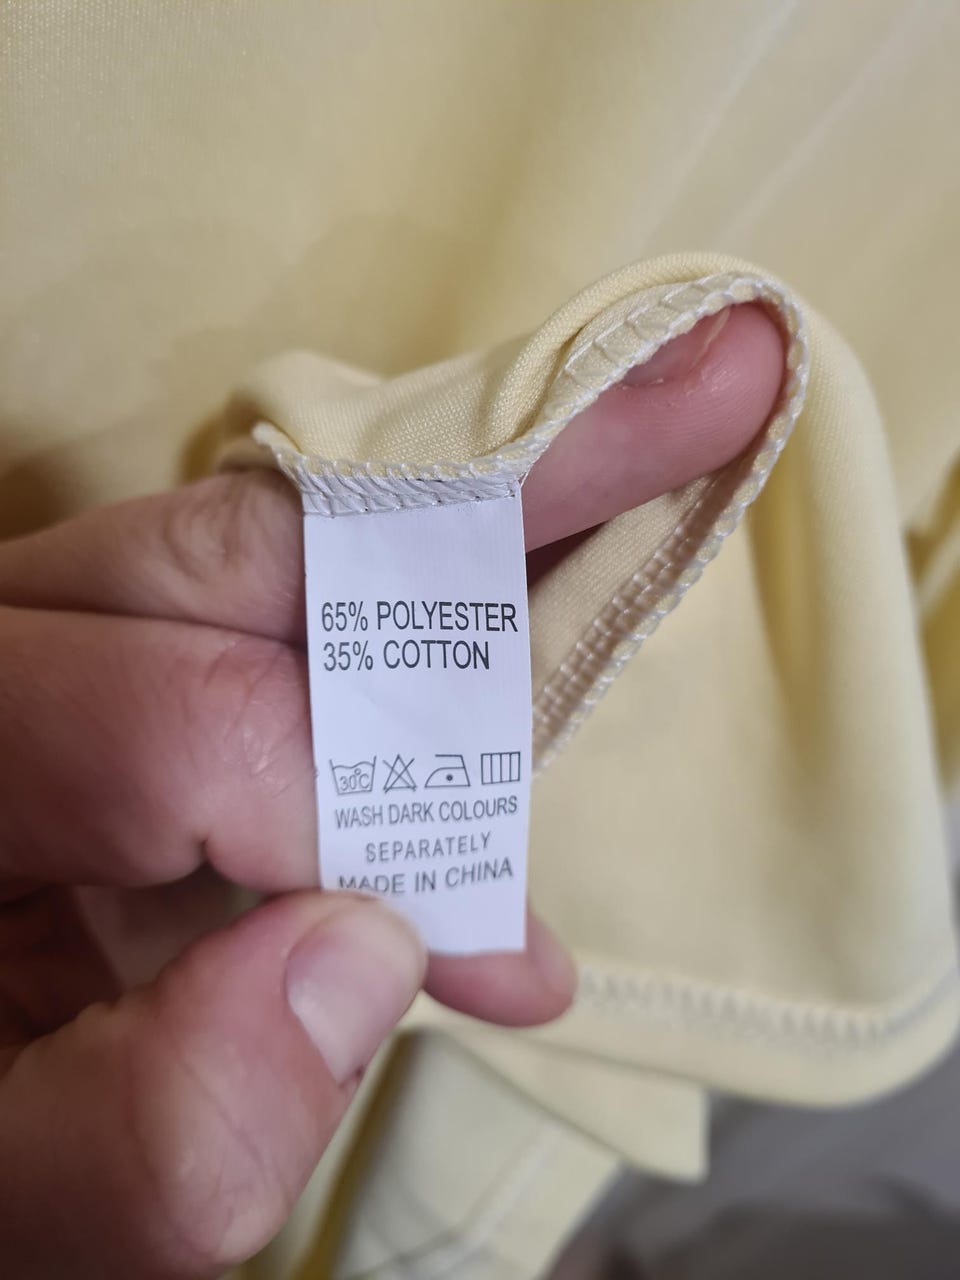 65% POLYESTER
35% COTTON
30°C
WASH DARK COLOURS
SEPARATELY
MADE IN CHINA